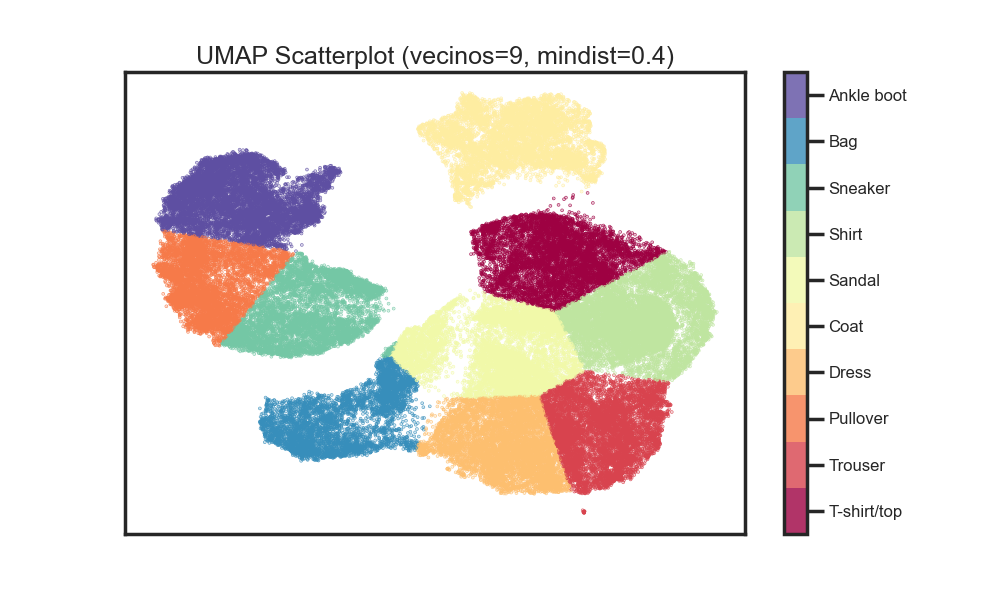 UMAP Scatterplot (vecinos=9, mindist=0.4)
Ankle boot
Bag
Sneaker
Shirt
Sandal
Coat
Dress
Pullover
Trouser
T-shirt/top